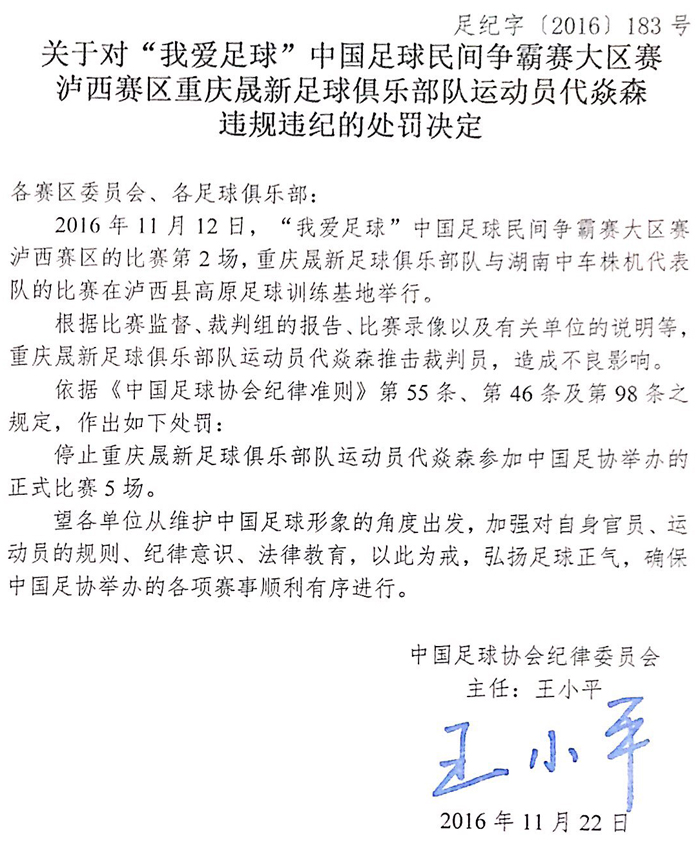 足纪字〔2016〕183号
关于对“我爱足球”中国足球民间争霸赛大区赛
泸西赛区重庆晟新足球俱乐部队运动员代焱森
违规违纪的处罚决定
各赛区委员会、各足球俱乐部：
2016年11月12日，“我爱足球”中国足球民间争霸赛大区赛
泸西赛区的比赛第2场，重庆晟新足球俱乐部队与湖南中车株机代表
队的比赛在泸西县高原足球训练基地举行。
根据比赛监督、裁判组的报告、比赛录像以及有关单位的说明等，
重庆晟新足球俱乐部队运动员代焱森推击裁判员，造成不良影响。
依据《中国足球协会纪律准则》第55条、第46条及第98条之
规定，作出如下处罚：
停止重庆晟新足球俱乐部队运动员代焱森参加中国足协举办的
正式比赛5场。
望各单位从维护中国足球形象的角度出发，加强对自身官员、运
动员的规则、纪律意识、法律教育，以此为戒，弘扬足球正气，确保
中国足协举办的各项赛事顺利有序进行。
中国足球协会纪律委员会
主任：王小平
王小平
2016年11月22日